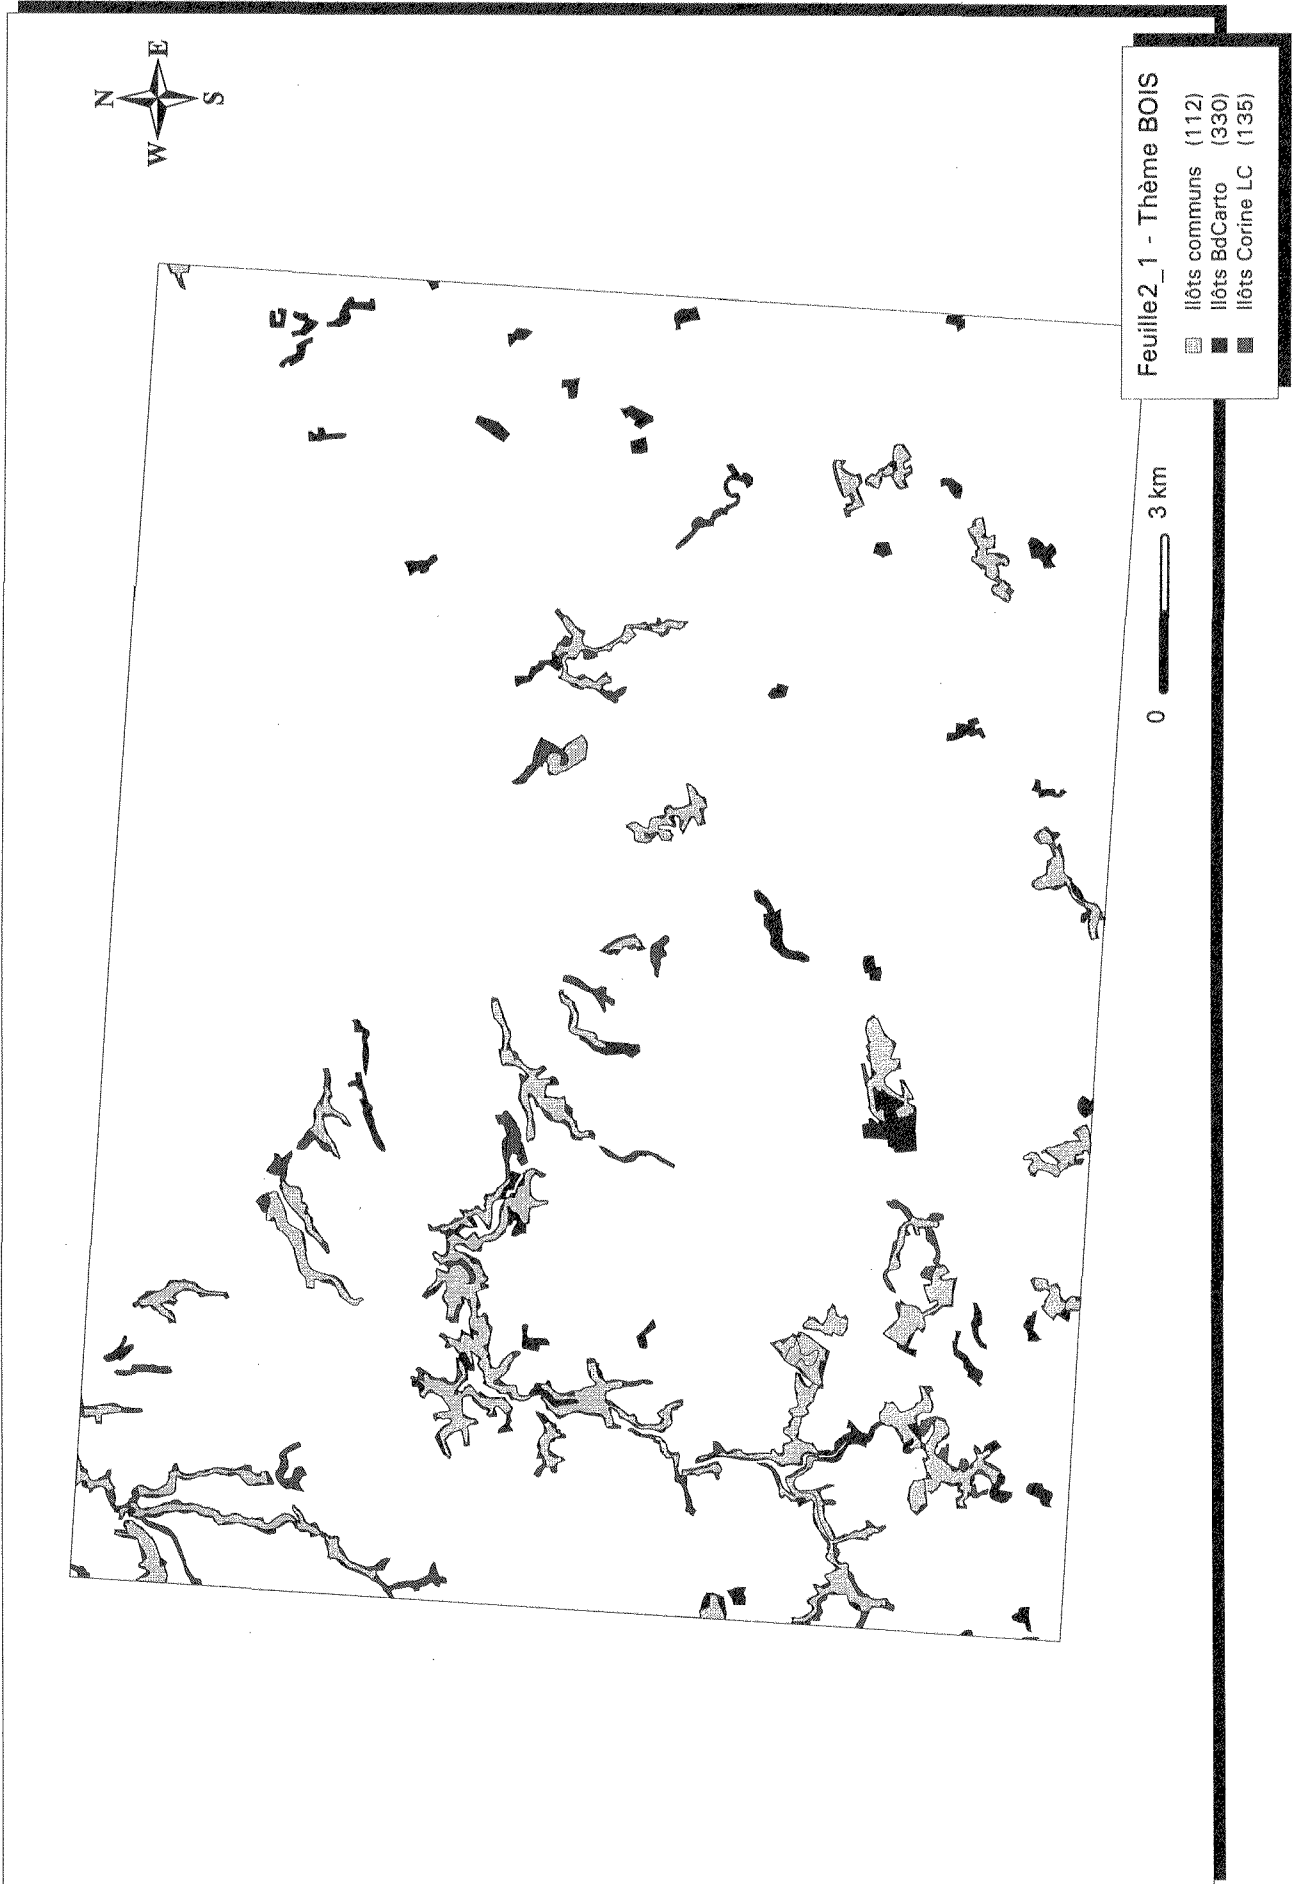 N
E
W
S
Feuille2_1 - Thème BOIS
Ilôts communs (112)
Ilôts BdCarto (330)
Ilôts Corine LC (135)
0 3 km